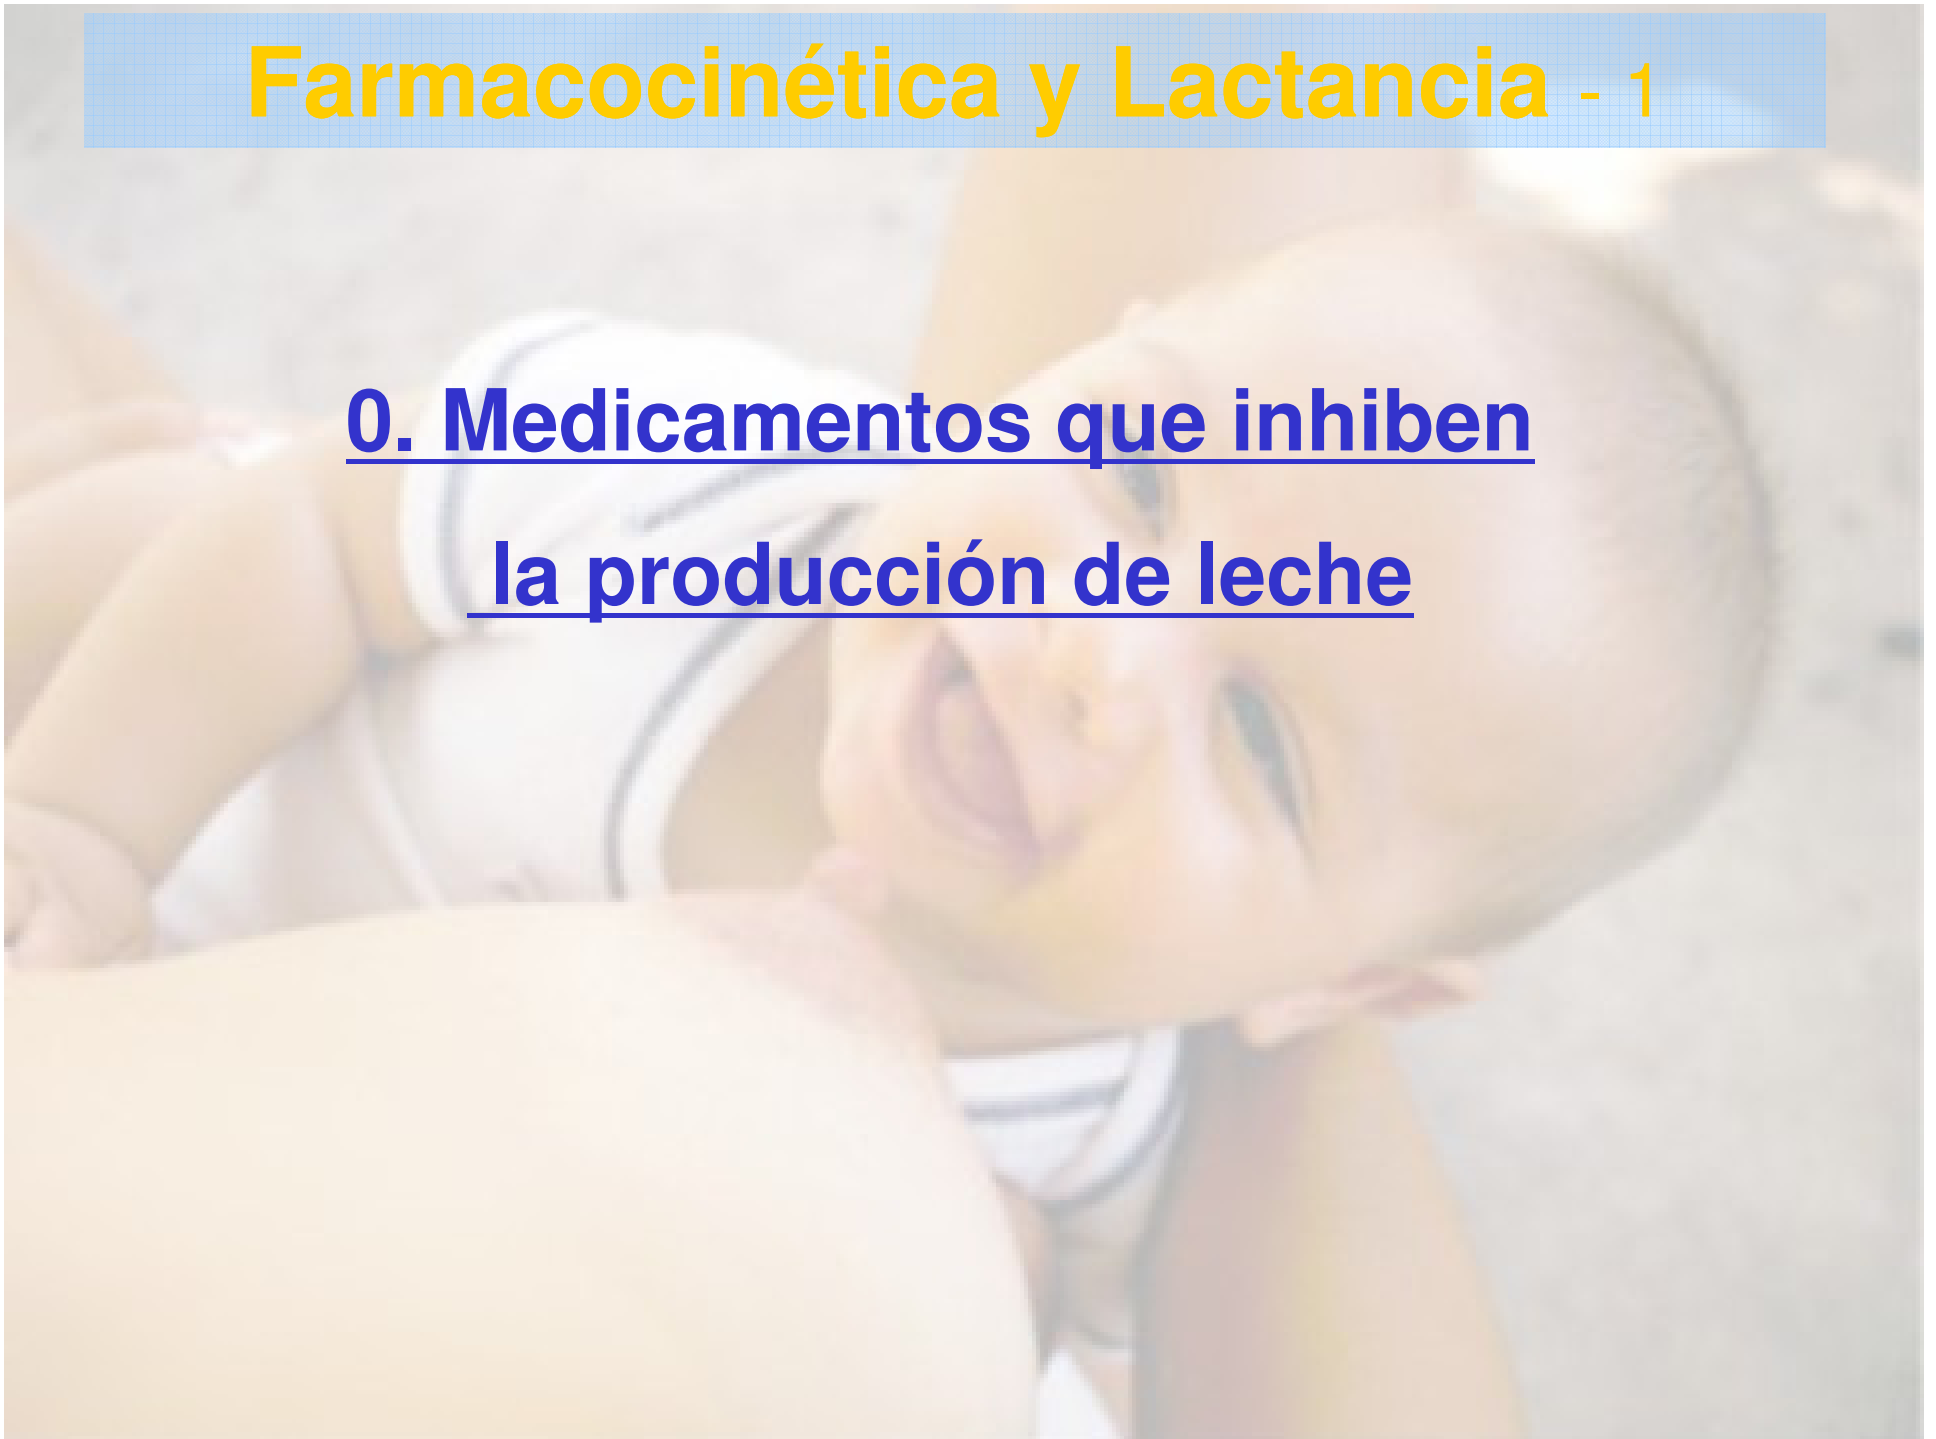 Farmacocinética y Lactancia - 1
0. Medicamentos que inhiben
la producción de leche